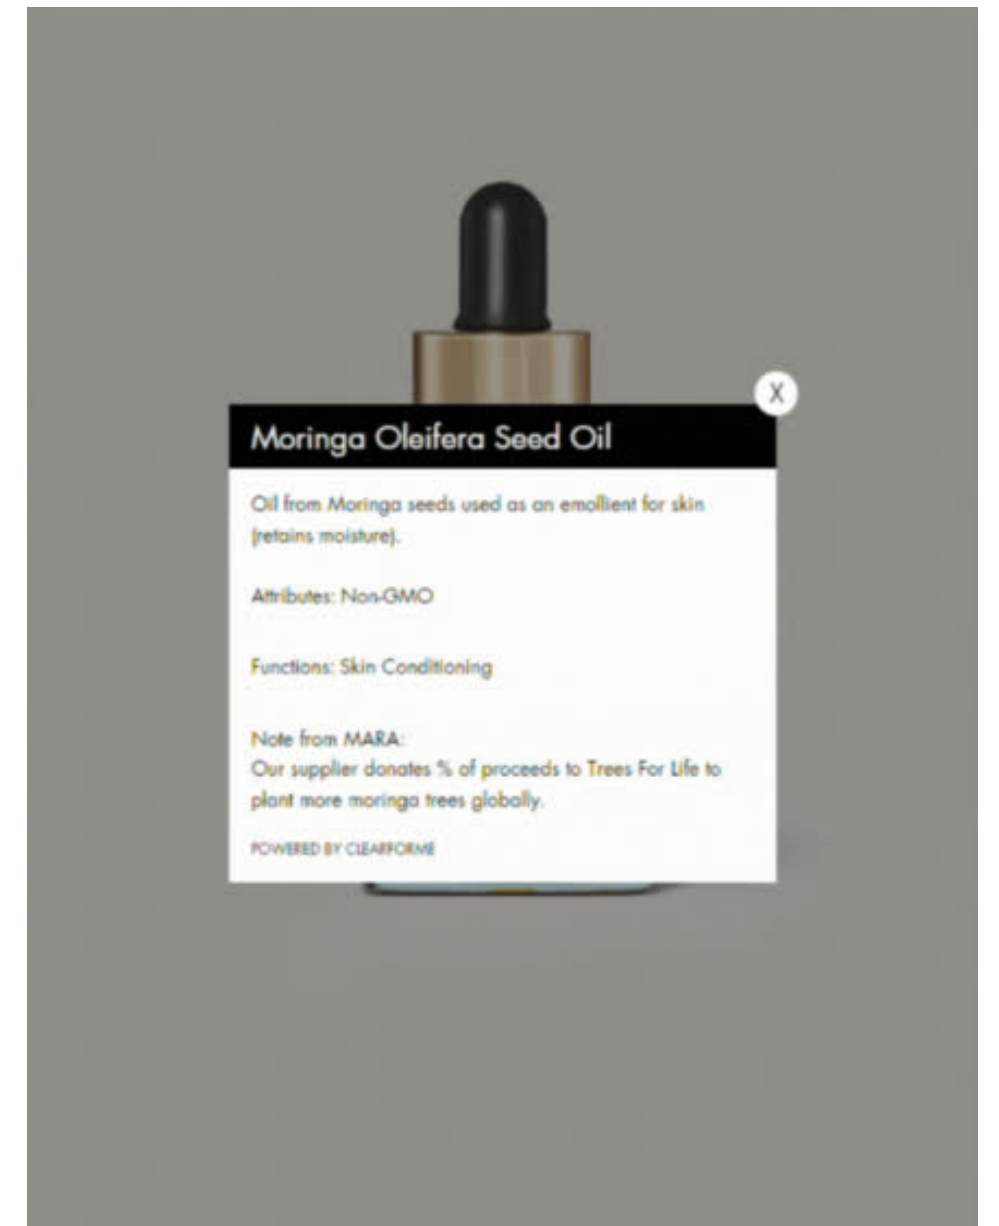 X
Moringa Oleifera Seed Oil
Oil from Moringa seeds used as an emollient for skin
(retains moisture).
Attributes: Non-GMO
Functions: Skin Conditioning
Note from MARA:
Our supplier donates % of proceeds to Trees For Life to
plant more moringa trees globally.
POWERED BY CLEARFORME